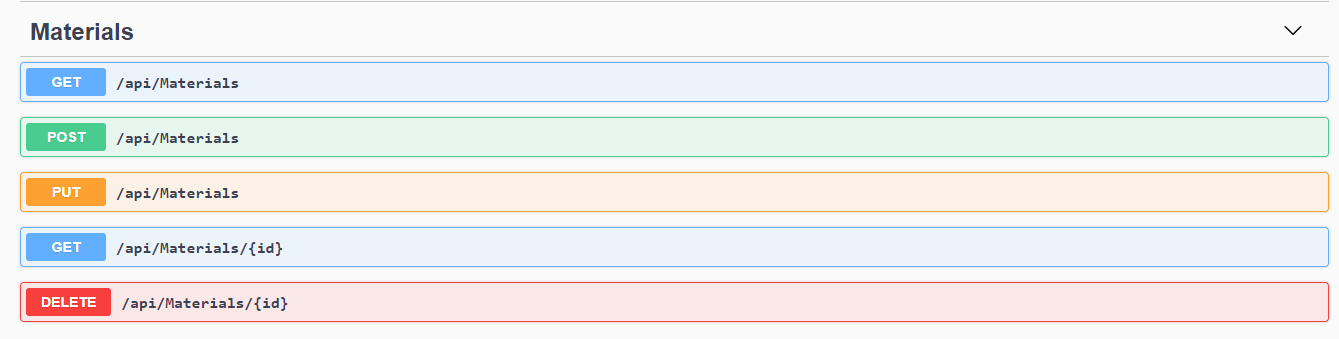 Materials
GET /api/Materials
POST /api/Materials
PUT /api/Materials
GET /api/Materials/{id}
DELETE /api/Materials/{id}